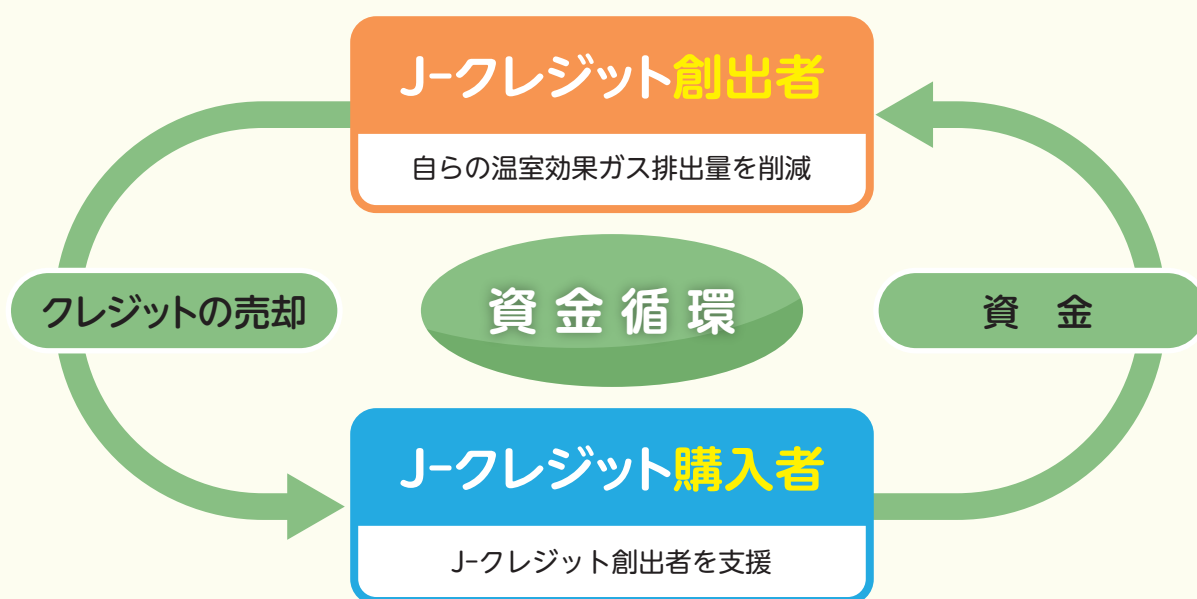 J-クレジット創出者
自らの温室効果ガス排出量を削減
クレジットの売却
資金循環
資 金
J-クレジット購入者
J-クレジット創出者を支援